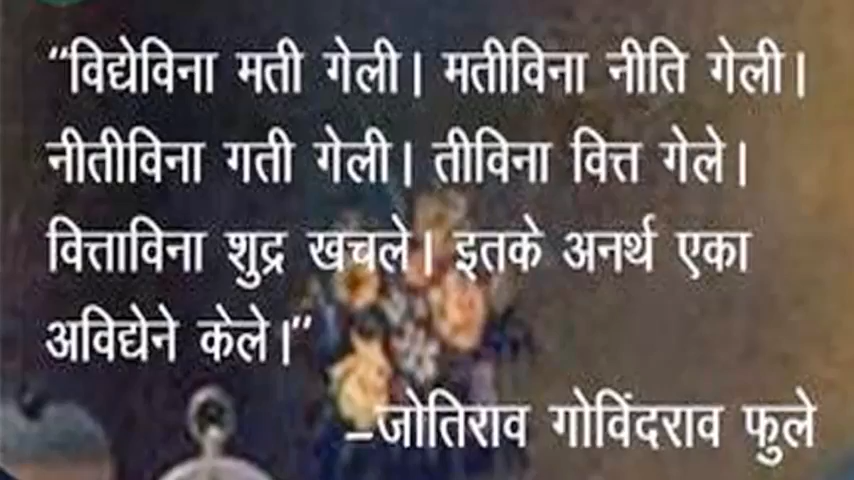 “विद्येविना मती गेली। मतीविना नीति गेली।
नीतीविना गती गेली। तीविना वित्त गेले।
वित्ताविना शुद्र खचले। इतके अनर्थ एका
अविद्येने केले।”
–जोतिराव गोविंदराव फुले